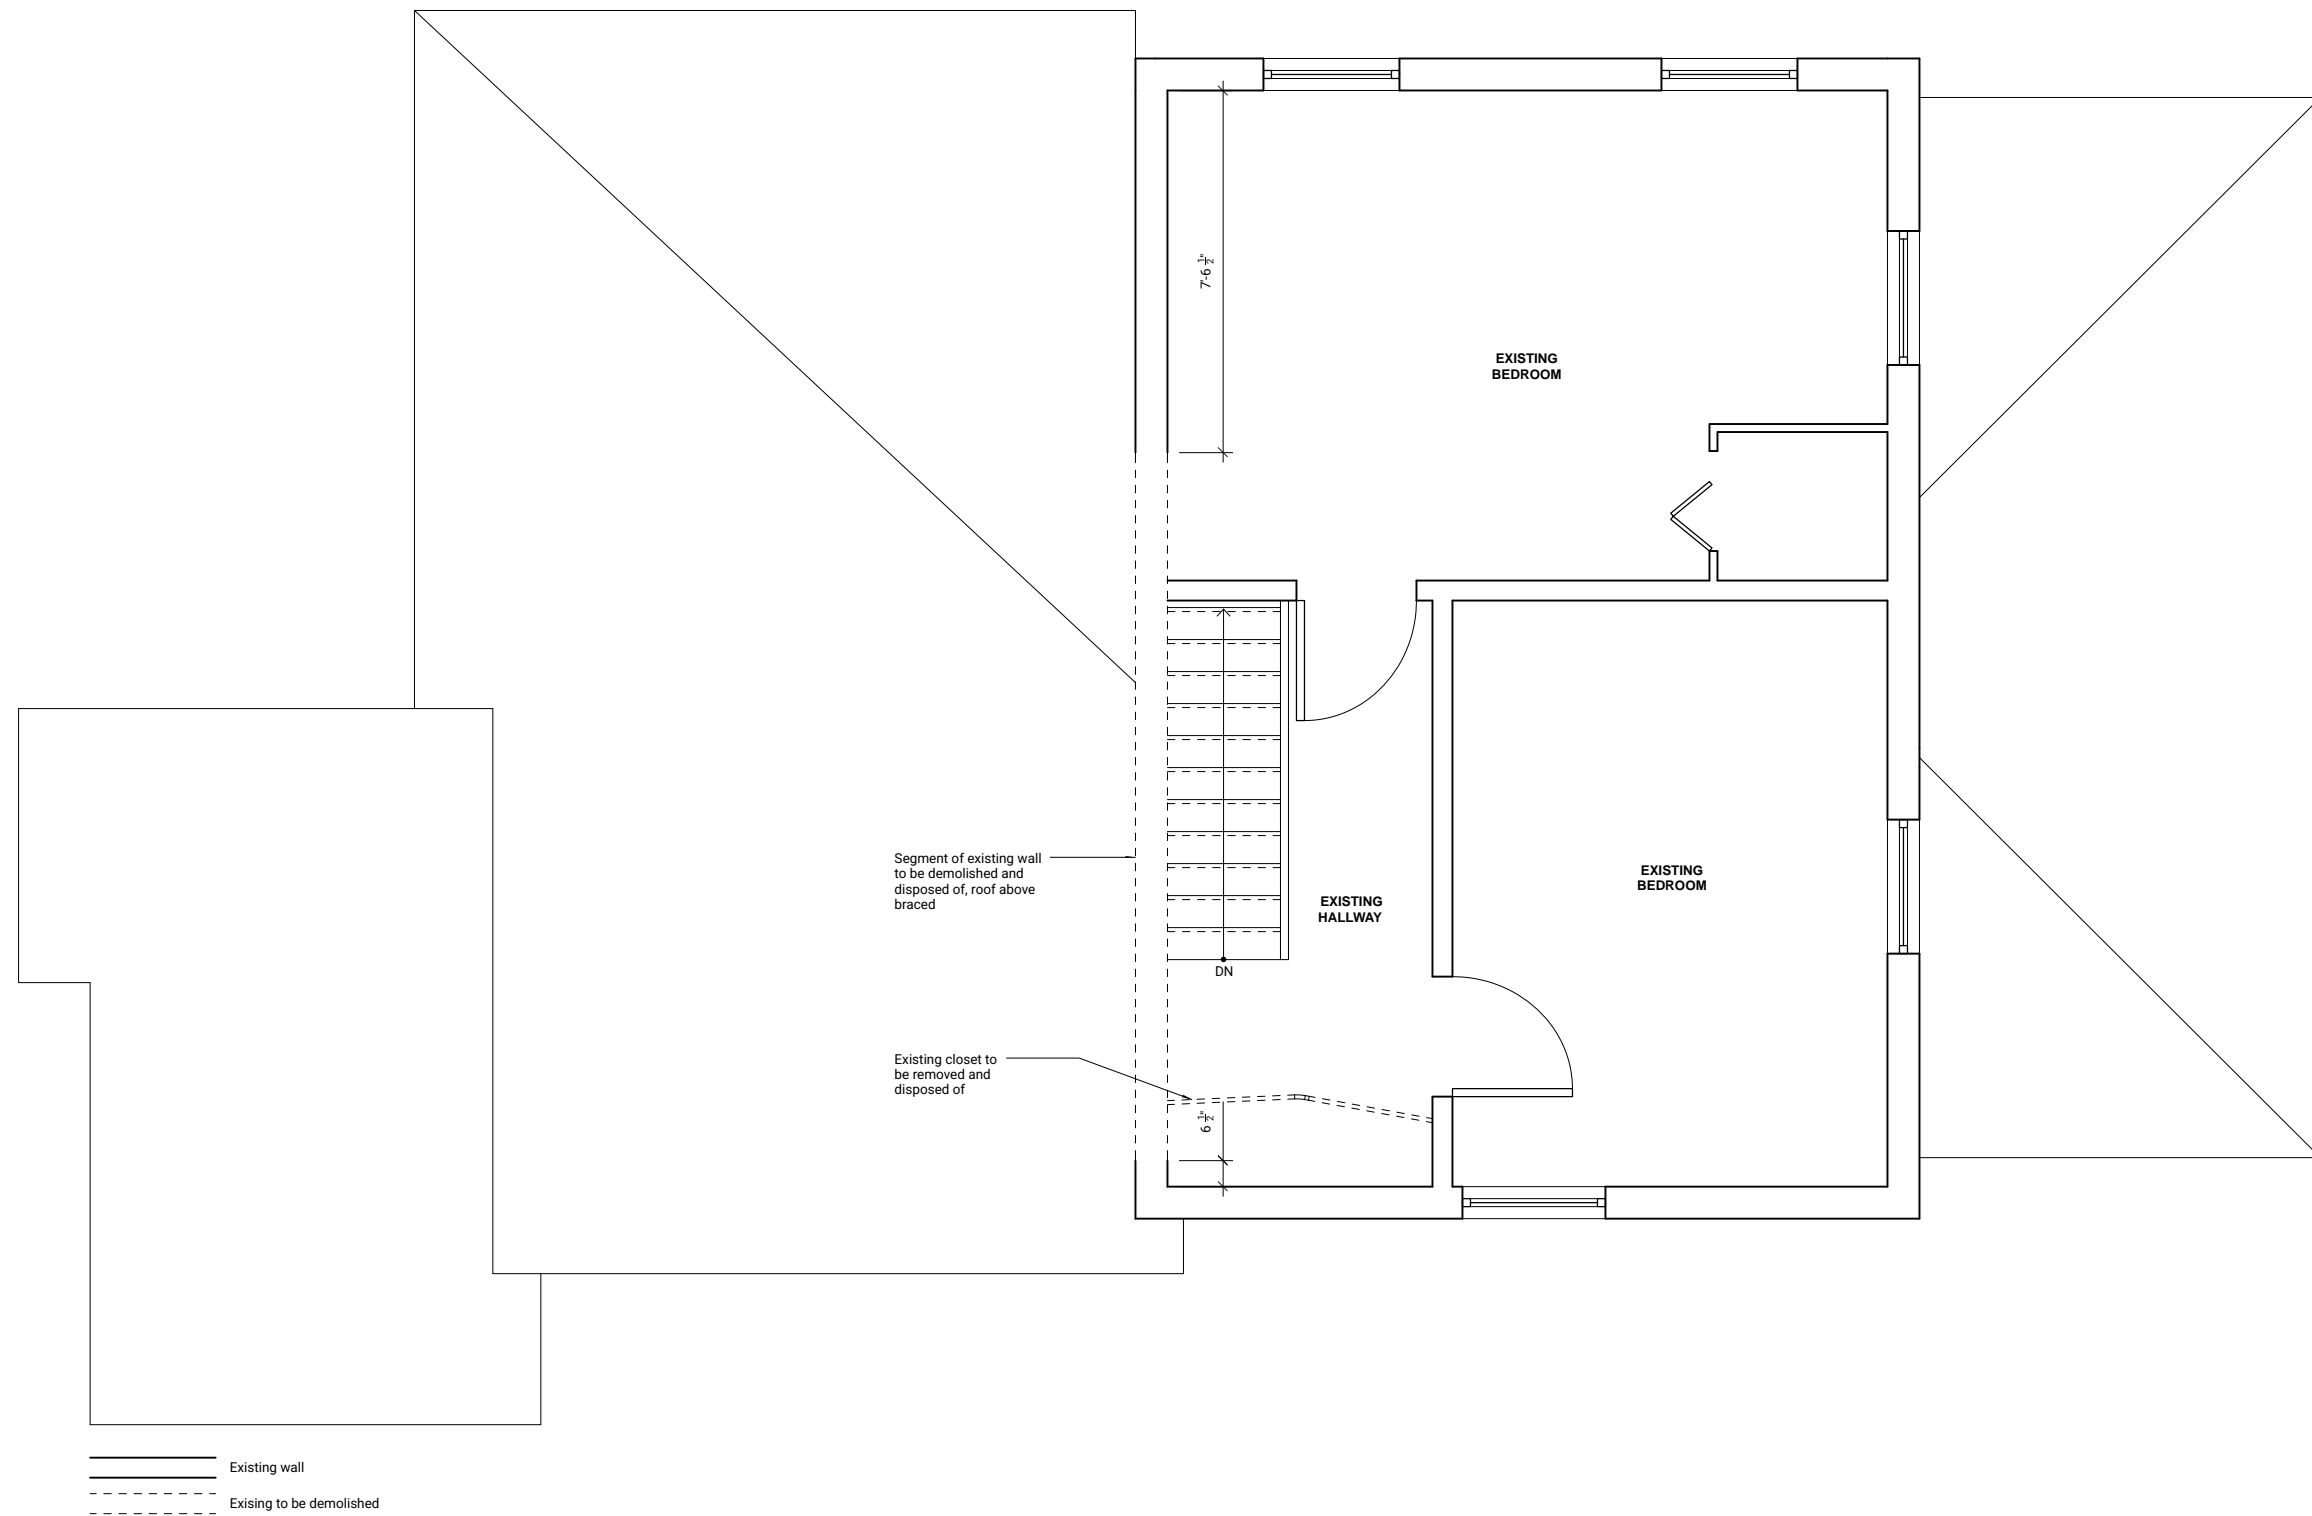 7'-6 1/2"
EXISTING
BEDROOM
Segment of existing wall
to be demolished and
disposed of, roof above
braced
EXISTING
HALLWAY
EXISTING
BEDROOM
DN
Existing closet to
be removed and
disposed of
6 1/2"
Existing wall
Exising to be demolished